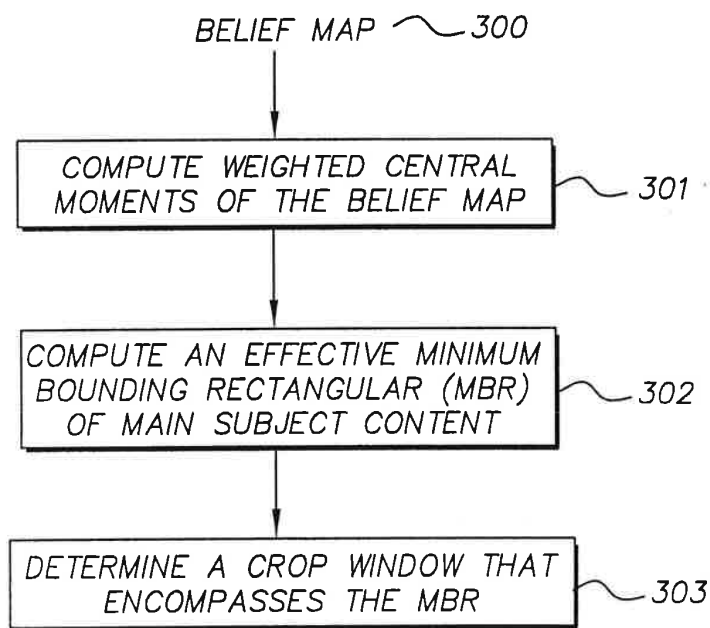 BELIEF MAP 300
COMPUTE WEIGHTED CENTRAL
MOMENTS OF THE BELIEF MAP
301
COMPUTE AN EFFECTIVE MINIMUM
BOUNDING RECTANGULAR (MBR)
OF MAIN SUBJECT CONTENT
302
DETERMINE A CROP WINDOW THAT
ENCOMPASSES THE MBR
303